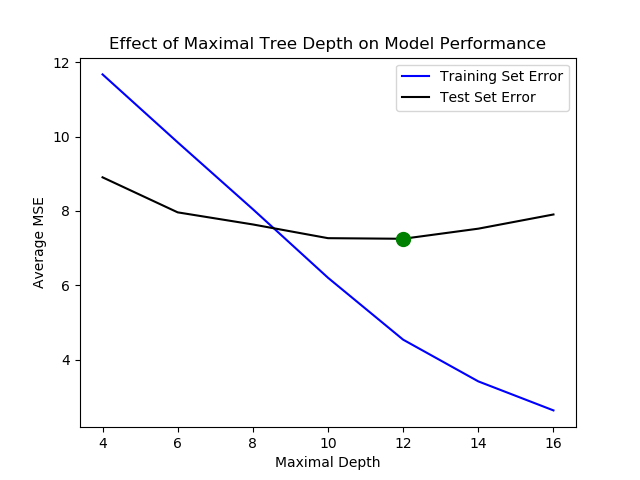 Effect of Maximal Tree Depth on Model Performance
Training Set Error
Test Set Error
Average MSE
12
10
8
6
4
4 6 8 10 12 14 16
Maximal Depth